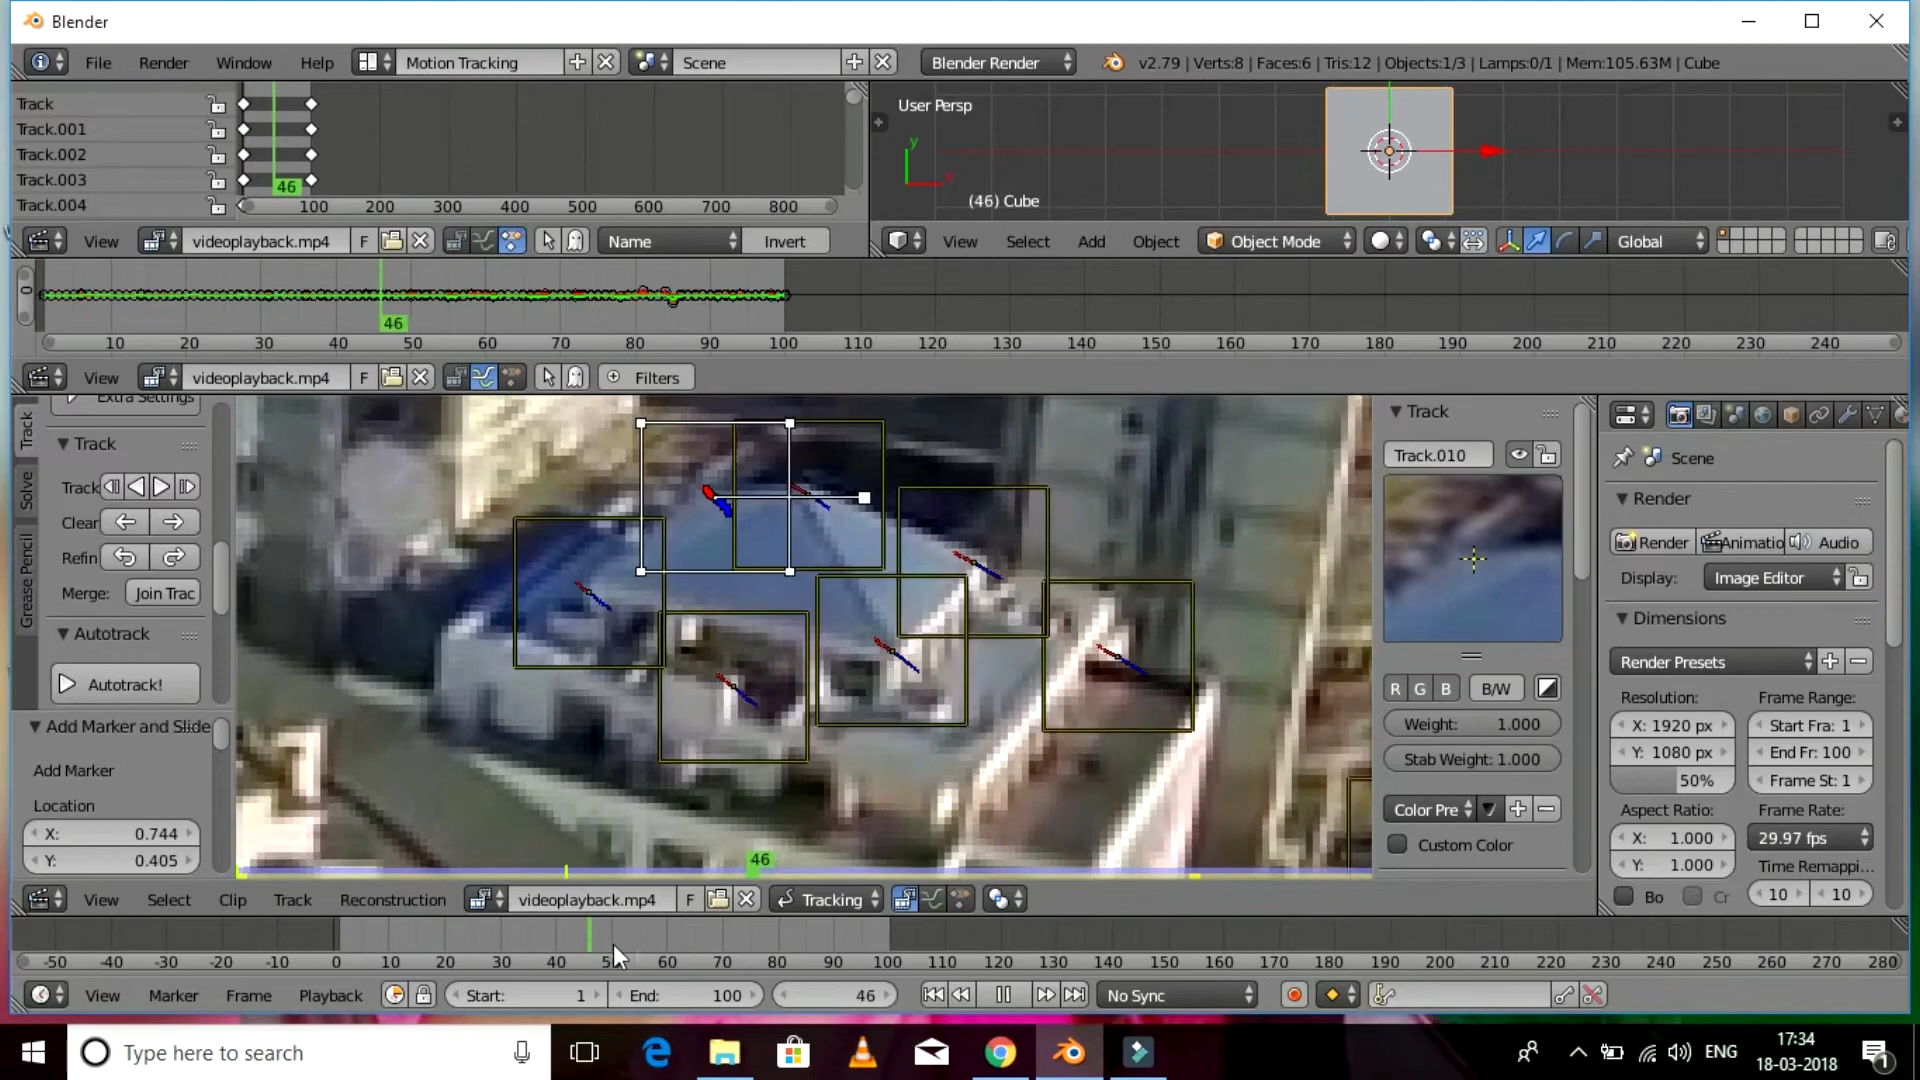 Blender
File Render Window Help Motion Tracking Scene Blender Render v2.79 | Verts:8 | Faces:6 | Tris:12 | Objects:1/3 | Lamps:0/1 | Mem:105.63M | Cube
Track
Track.001
Track.002
Track.003
Track.004
46
100 200 300 400 500 600 700 800
User Persp
y
x
(46) Cube
View videoplayback.mp4 F Name Invert
View Select Add Object Object Mode Global
0
46
10 20 30 40 50 60 70 80 90 100 110 120 130 140 150 160 170 180 190 200 210 220 230 240
View videoplayback.mp4 F Filters
Track
Solve
Grease Pencil
Extra Settings
Track
Track
Clear
Refin
Merge: Join Trac
Autotrack
Autotrack!
Add Marker and Slide
Add Marker
Location
X: 0.744
Y: 0.405
46
Track
Track.010
R G B B/W
Weight: 1.000
Stab Weight: 1.000
Color Pre
Custom Color
Scene
Render
Render Animatio Audio
Display: Image Editor
Dimensions
Render Presets
Resolution: Frame Range:
X: 1920 px Start Fra: 1
Y: 1080 px End Fr: 100
50% Frame St: 1
Aspect Ratio: Frame Rate:
X: 1.000 29.97 fps
Y: 1.000 Time Remappi...
Bo Cr 10 10
View Select Clip Track Reconstruction videoplayback.mp4 F Tracking
-50 -40 -30 -20 -10 0 10 20 30 40 50 60 70 80 90 100 110 120 130 140 150 160 170 180 190 200 210 220 230 240 250 260 270 280
View Marker Frame Playback Start: 1 End: 100 46 No Sync
Type here to search
ENG
17:34
18-03-2018
1